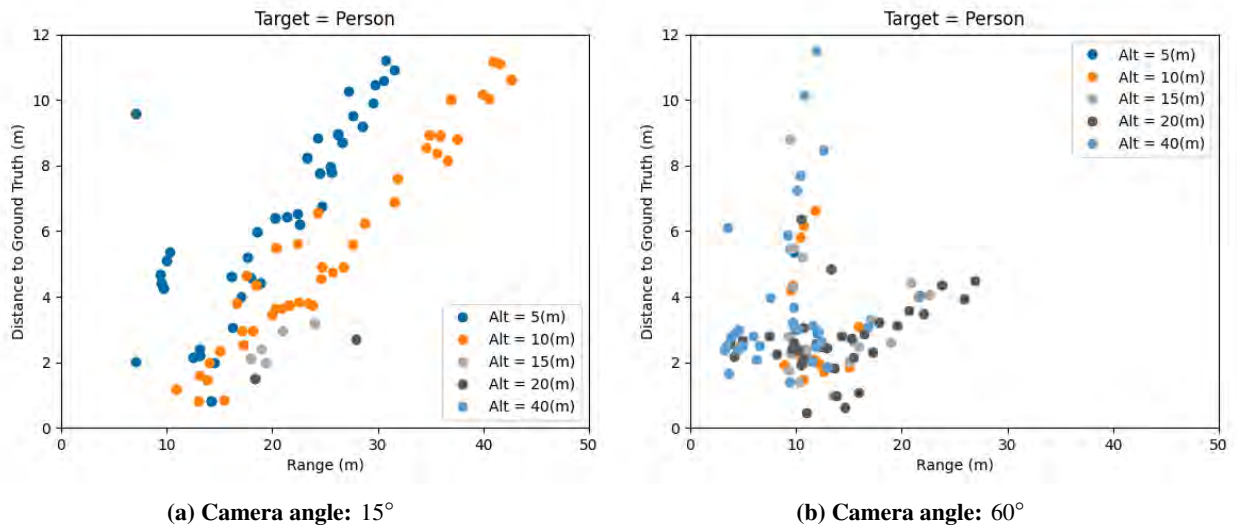 Target = Person
12
10
8
6
4
2
0
Distance to Ground Truth (m)
0 10 20 30 40 50
Range (m)
Alt = 5(m)
Alt = 10(m)
Alt = 15(m)
Alt = 20(m)
Alt = 40(m)
(a) Camera angle: 15°
Target = Person
12
10
8
6
4
2
0
Distance to Ground Truth (m)
0 10 20 30 40 50
Range (m)
Alt = 5(m)
Alt = 10(m)
Alt = 15(m)
Alt = 20(m)
Alt = 40(m)
(b) Camera angle: 60°